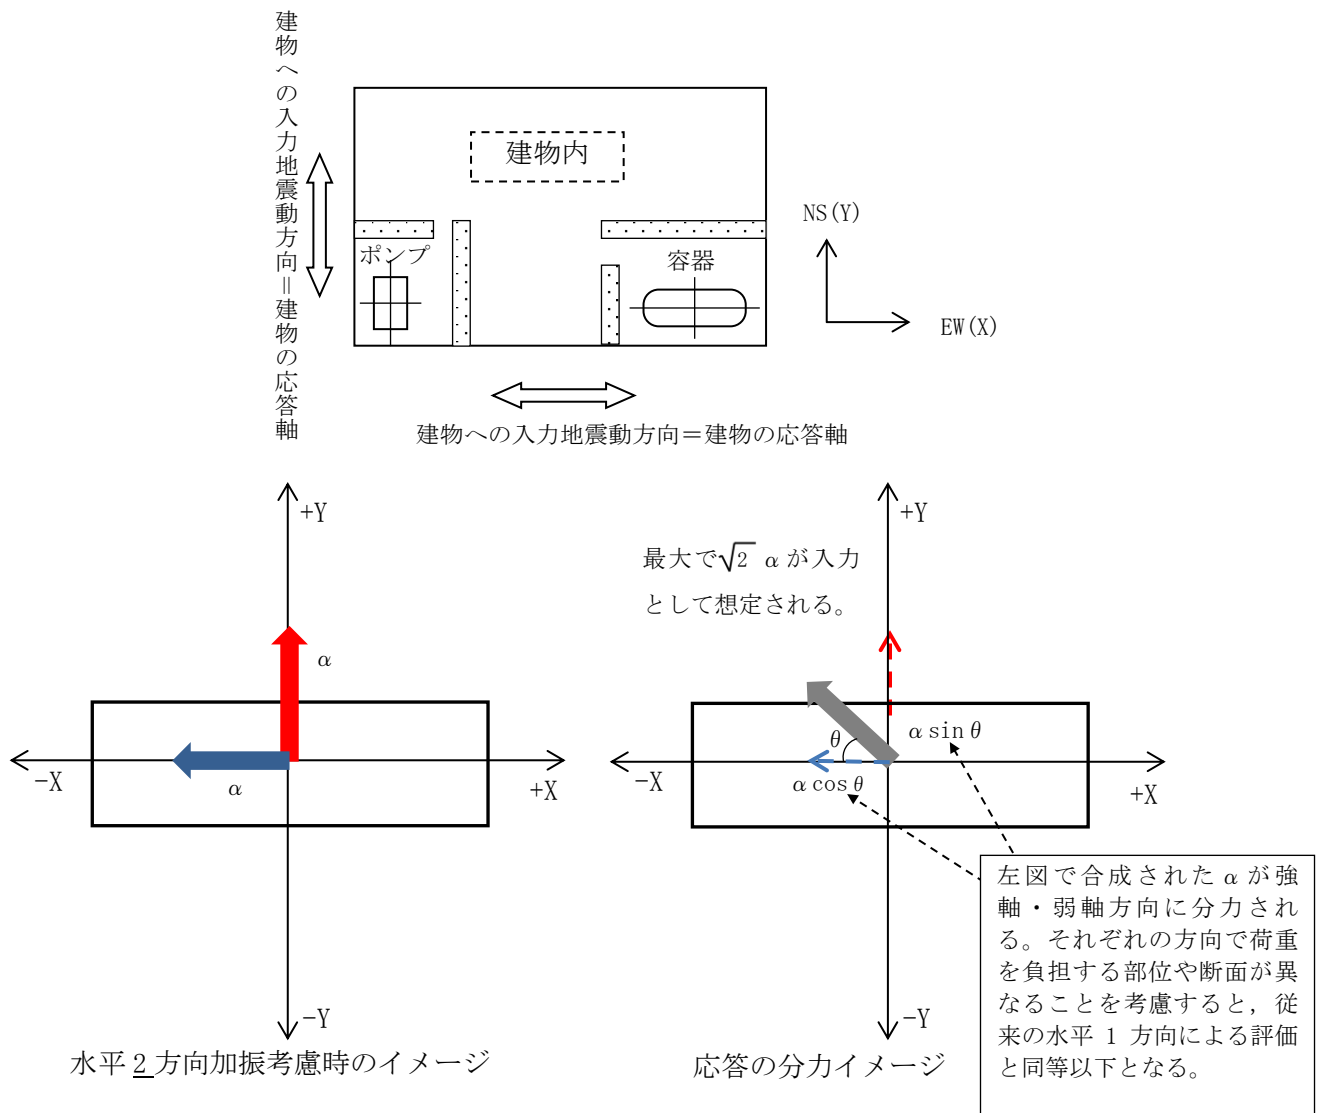 建物への入力地震動方向＝建物の応答軸
建物内
ポンプ
容器
NS(Y)
EW(X)
建物への入力地震動方向＝建物の応答軸
+Y
α
α
−X
+X
−Y
水平2方向加振考慮時のイメージ
最大で√2 αが入力
として想定される。
+Y
θ
α sin θ
α cos θ
−X
+X
−Y
応答の分力イメージ
左図で合成されたαが強
軸・弱軸方向に分力され
る。それぞれの方向で荷重
を負担する部位や断面が異
なることを考慮すると，従
来の水平 1 方向による評価
と同等以下となる。